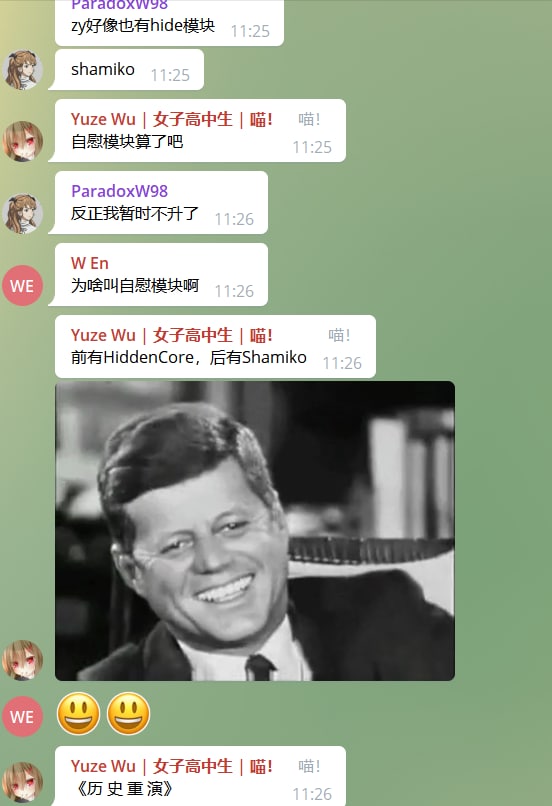 ParadoxW98
zy好像也有hide模块 11:25
shamiko 11:25
Yuze Wu | 女子高中生 | 喵! 喵!
自慰模块算了吧 11:25
ParadoxW98
反正我暂时不升了 11:26
W En
WE
为啥叫自慰模块啊 11:26
Yuze Wu | 女子高中生 | 喵! 喵!
前有HiddenCore，后有Shamiko 11:26
WE
Yuze Wu | 女子高中生 | 喵! 喵!
《历 史 重 演》 11:26